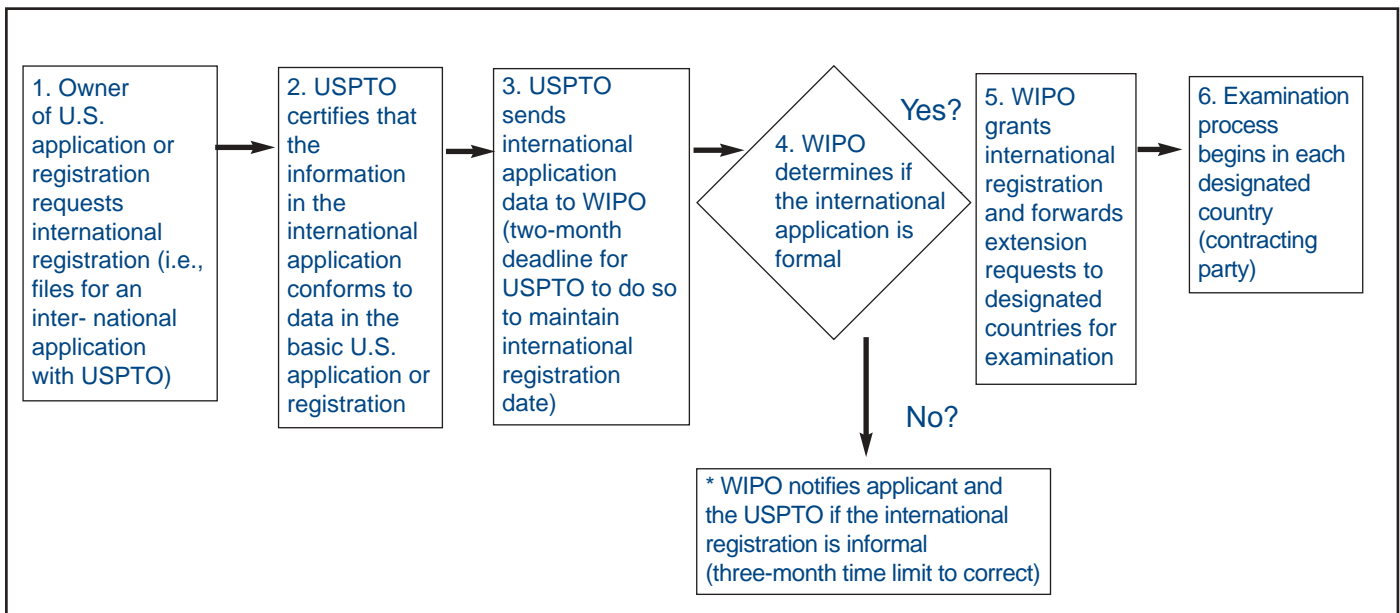 1. Owner
of U.S.
application or
registration
requests
international
registration (i.e.,
files for an
inter- national
application
with USPTO)
2. USPTO
certifies that
the
information
in the
international
application
conforms to
data in the
basic U.S.
application or
registration
3. USPTO
sends
international
application
data to WIPO
(two-month
deadline for
USPTO to do so
to maintain
international
registration
date)
4. WIPO
determines if
the international
application is
formal
Yes?
5. WIPO
grants
international
registration
and forwards
extension
requests to
designated
countries for
examination
6. Examination
process
begins in each
designated
country
(contracting
party)
No?
* WIPO notifies applicant and
the USPTO if the international
registration is informal
(three-month time limit to correct)